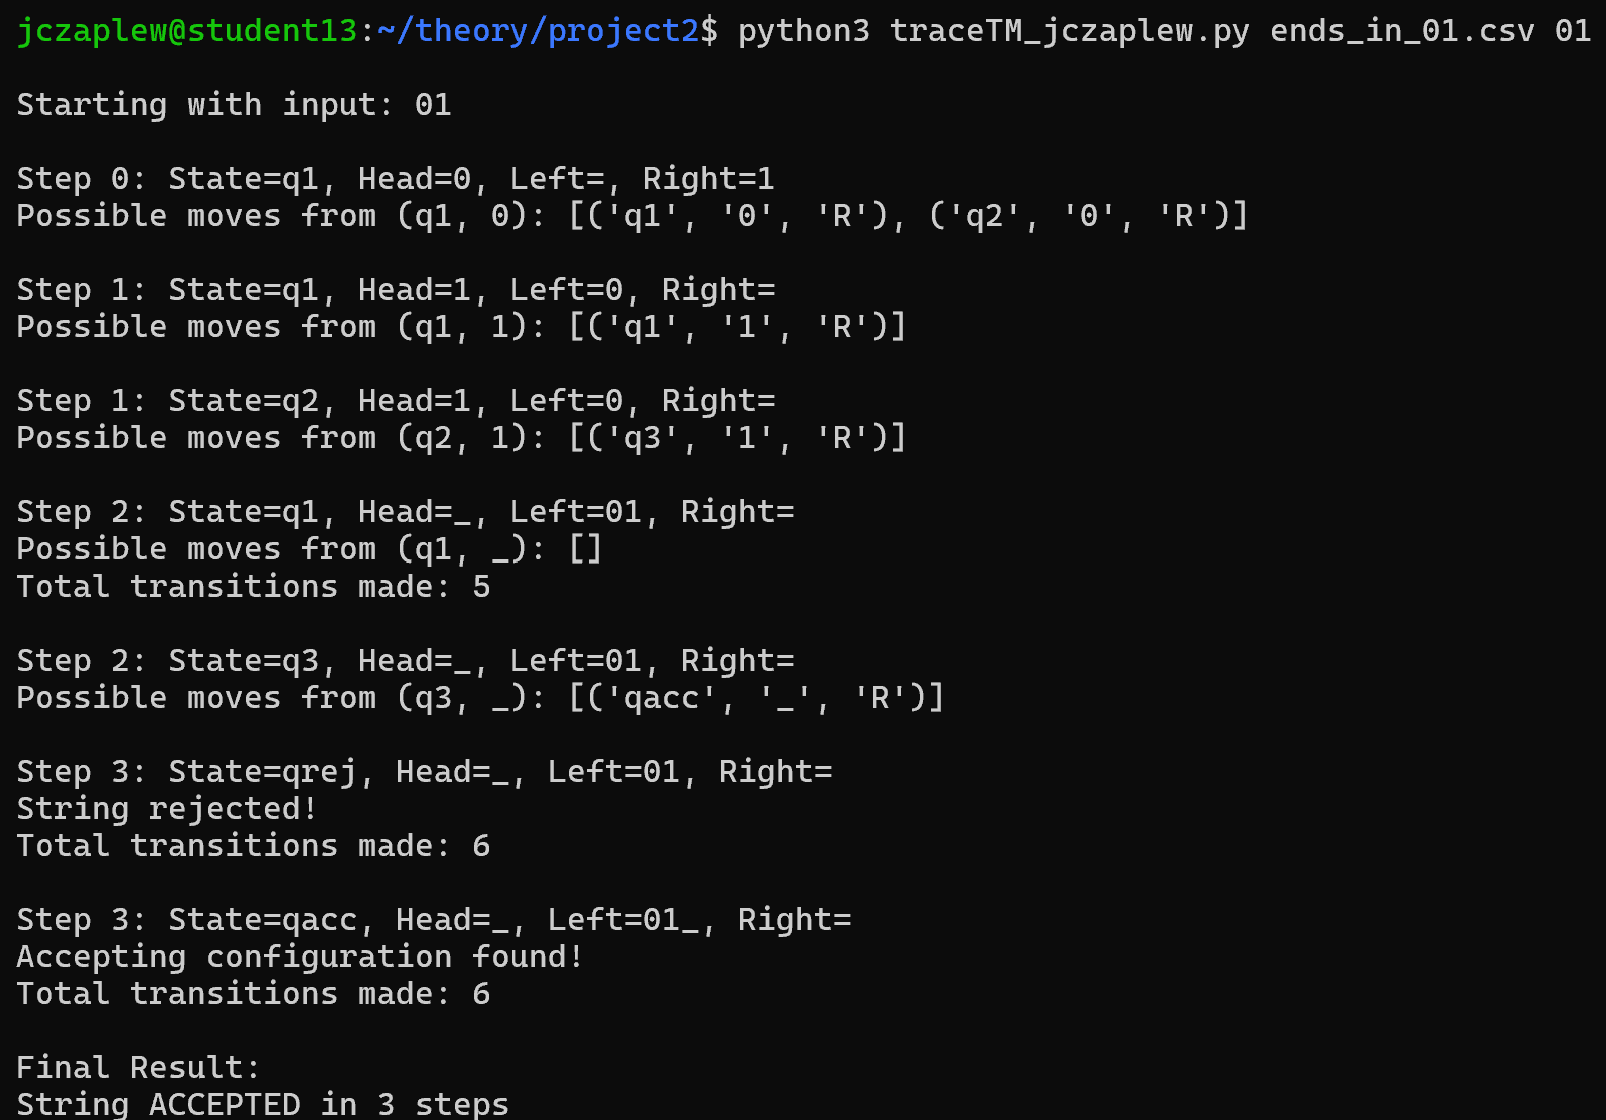 jczaplew@student13:~/theory/project2$ python3 traceTM_jczaplew.py ends_in_01.csv 01
Starting with input: 01
Step 0: State=q1, Head=0, Left=, Right=1
Possible moves from (q1, 0): [('q1', '0', 'R'), ('q2', '0', 'R')]
Step 1: State=q1, Head=1, Left=0, Right=
Possible moves from (q1, 1): [('q1', '1', 'R')]
Step 1: State=q2, Head=1, Left=0, Right=
Possible moves from (q2, 1): [('q3', '1', 'R')]
Step 2: State=q1, Head=_, Left=01, Right=
Possible moves from (q1, _): []
Total transitions made: 5
Step 2: State=q3, Head=_, Left=01, Right=
Possible moves from (q3, _): [('qacc', '_', 'R')]
Step 3: State=qrej, Head=_, Left=01, Right=
String rejected!
Total transitions made: 6
Step 3: State=qacc, Head=_, Left=01_, Right=
Accepting configuration found!
Total transitions made: 6
Final Result:
String ACCEPTED in 3 steps